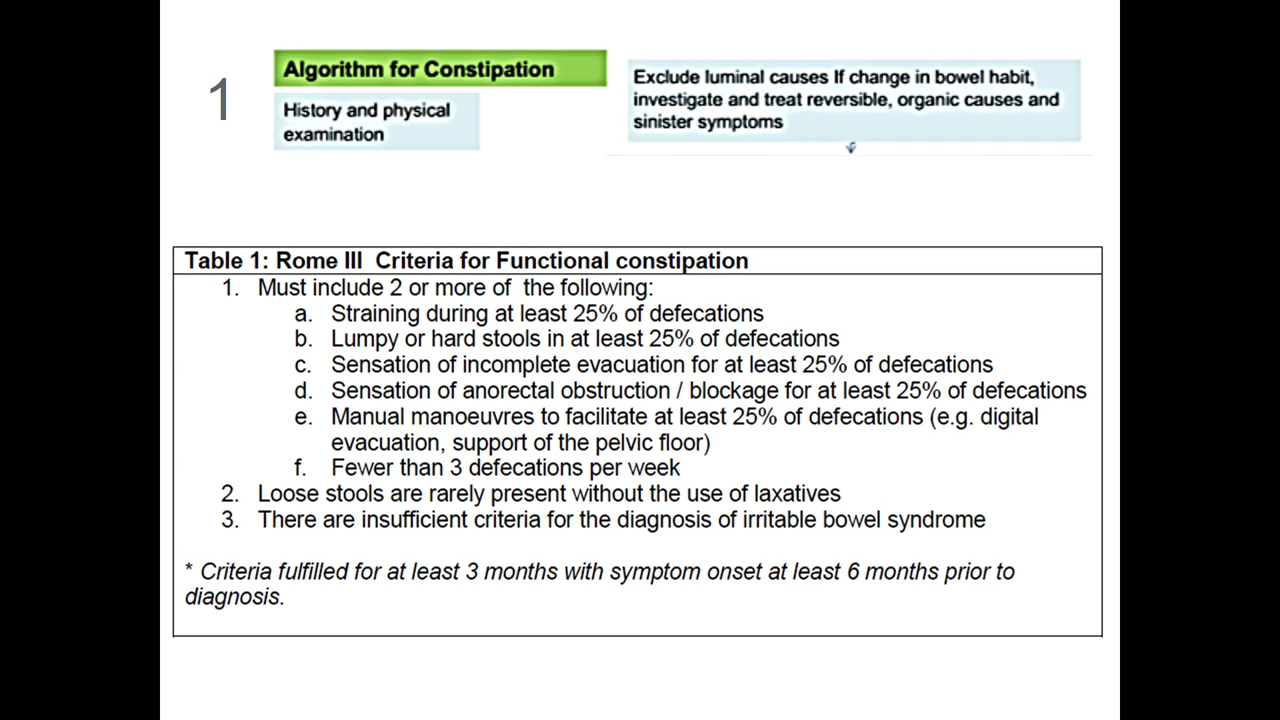 1
Algorithm for Constipation
History and physical
examination
Exclude luminal causes If change in bowel habit,
investigate and treat reversible, organic causes and
sinister symptoms
Table 1: Rome III Criteria for Functional constipation
1. Must include 2 or more of the following:
a. Straining during at least 25% of defecations
b. Lumpy or hard stools in at least 25% of defecations
c. Sensation of incomplete evacuation for at least 25% of defecations
d. Sensation of anorectal obstruction / blockage for at least 25% of defecations
e. Manual manoeuvres to facilitate at least 25% of defecations (e.g. digital
evacuation, support of the pelvic floor)
f. Fewer than 3 defecations per week
2. Loose stools are rarely present without the use of laxatives
3. There are insufficient criteria for the diagnosis of irritable bowel syndrome
* Criteria fulfilled for at least 3 months with symptom onset at least 6 months prior to
diagnosis.